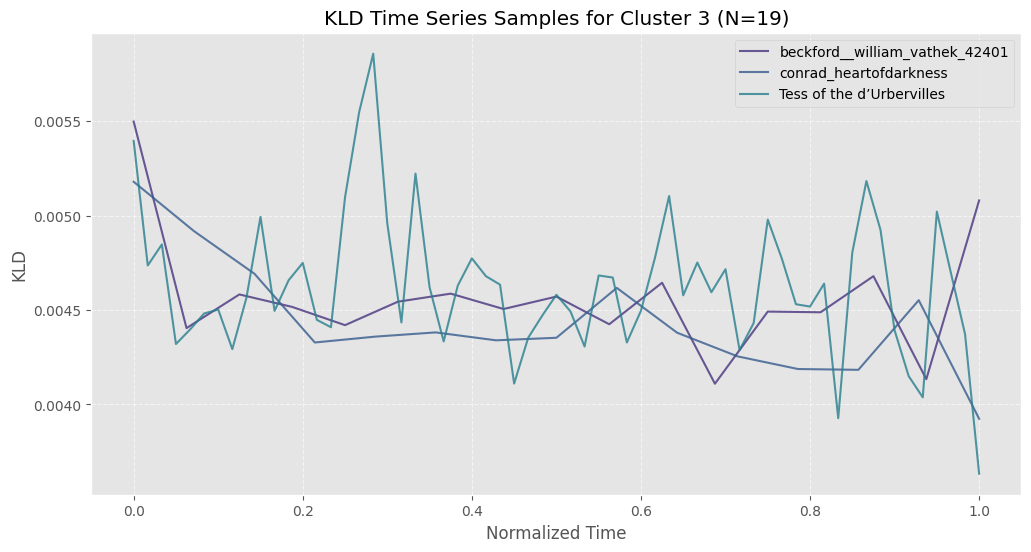 KLD Time Series Samples for Cluster 3 (N=19)
beckford__william_vathek_42401
conrad_heartofdarkness
Tess of the d’Urbervilles
0.0055
0.0050
0.0045
0.0040
KLD
0.0 0.2 0.4 0.6 0.8 1.0
Normalized Time